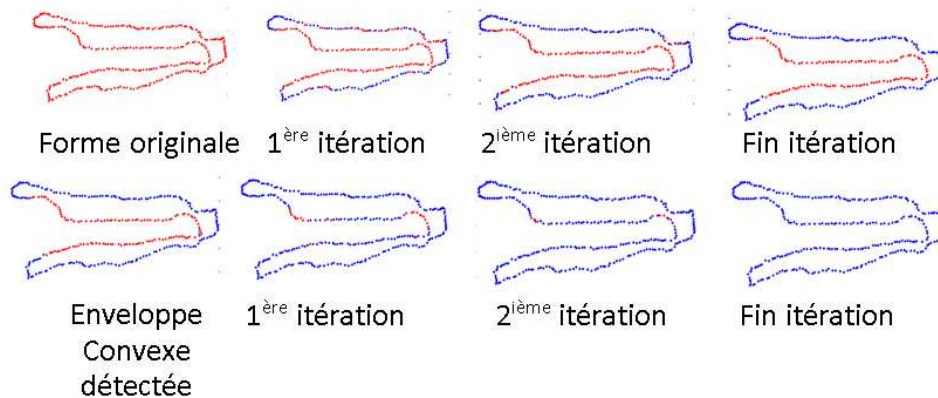 Forme originale
1ère itération
2ième itération
Fin itération
Enveloppe
Convexe
détectée
1ère itération
2ième itération
Fin itération